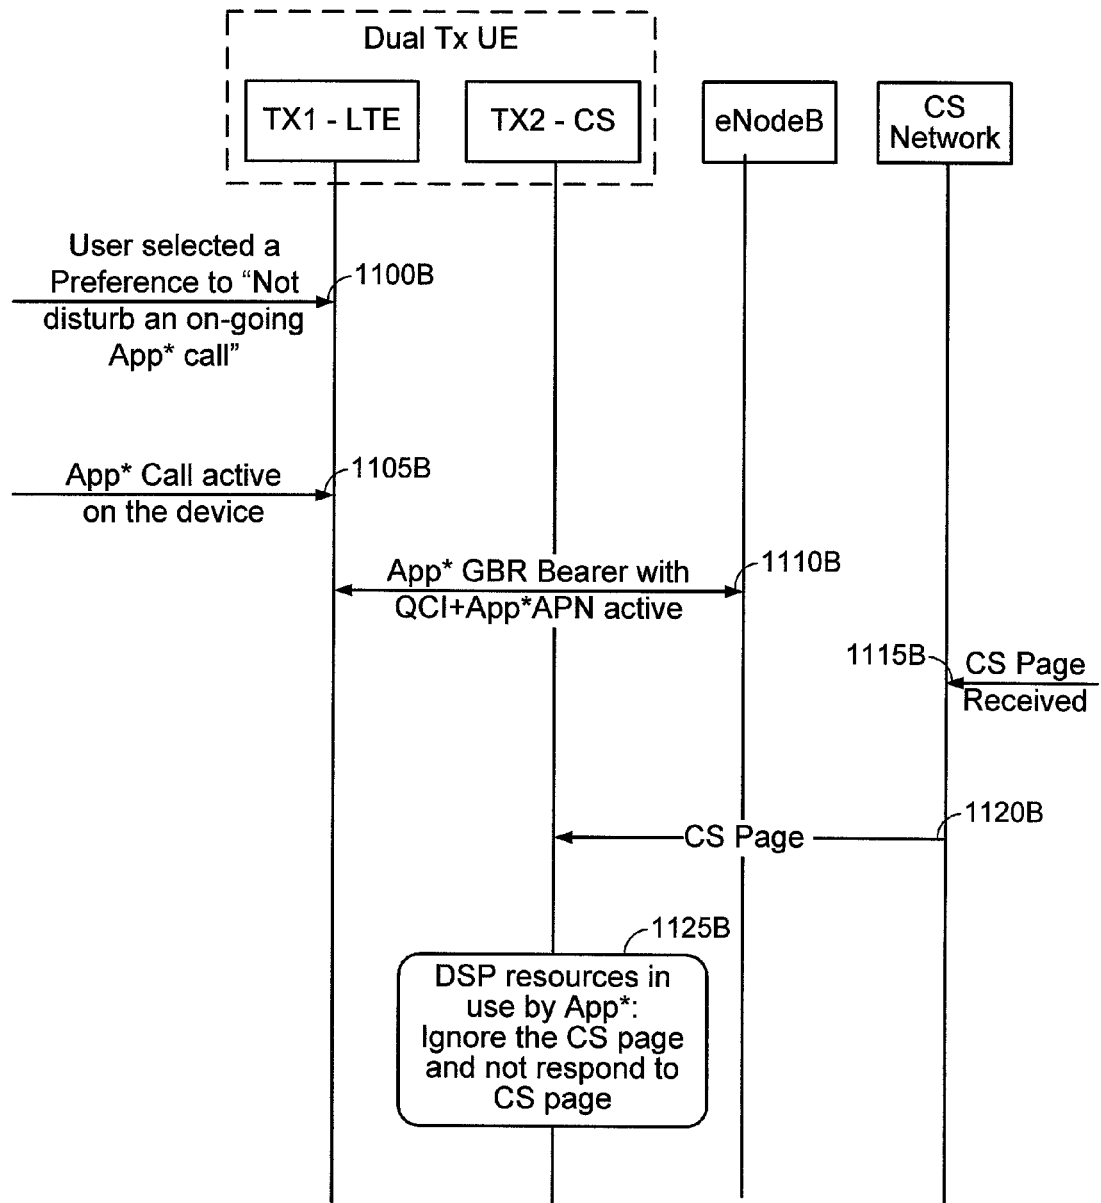 Dual Tx UE
TX1 - LTE
TX2 - CS
eNodeB
CS
Network
User selected a
Preference to “Not
disturb an on-going
App* call”
1100B
App* Call active
on the device
1105B
App* GBR Bearer with
QCI+App*APN active
1110B
1115B
CS Page
Received
CS Page
1120B
1125B
DSP resources in
use by App*:
Ignore the CS page
and not respond to
CS page